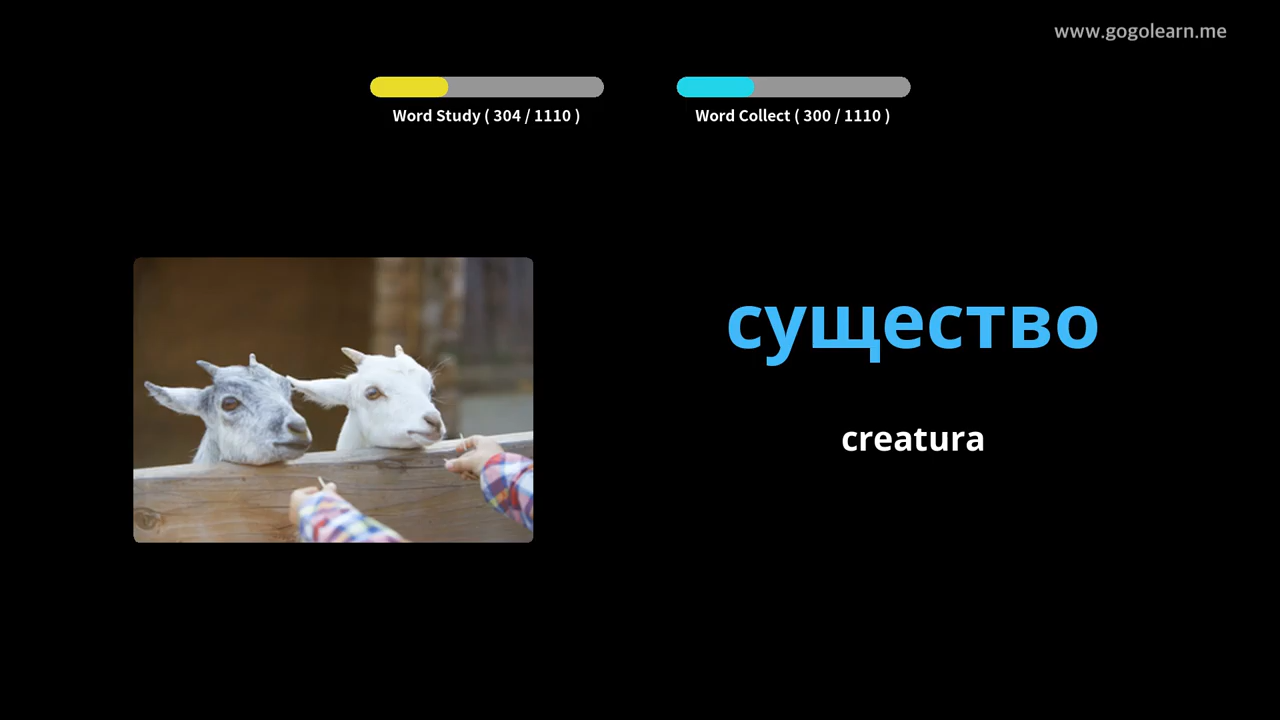 www.gogolearn.me
Word Study ( 304 / 1110 )
Word Collect ( 300 / 1110 )
существо
creatura